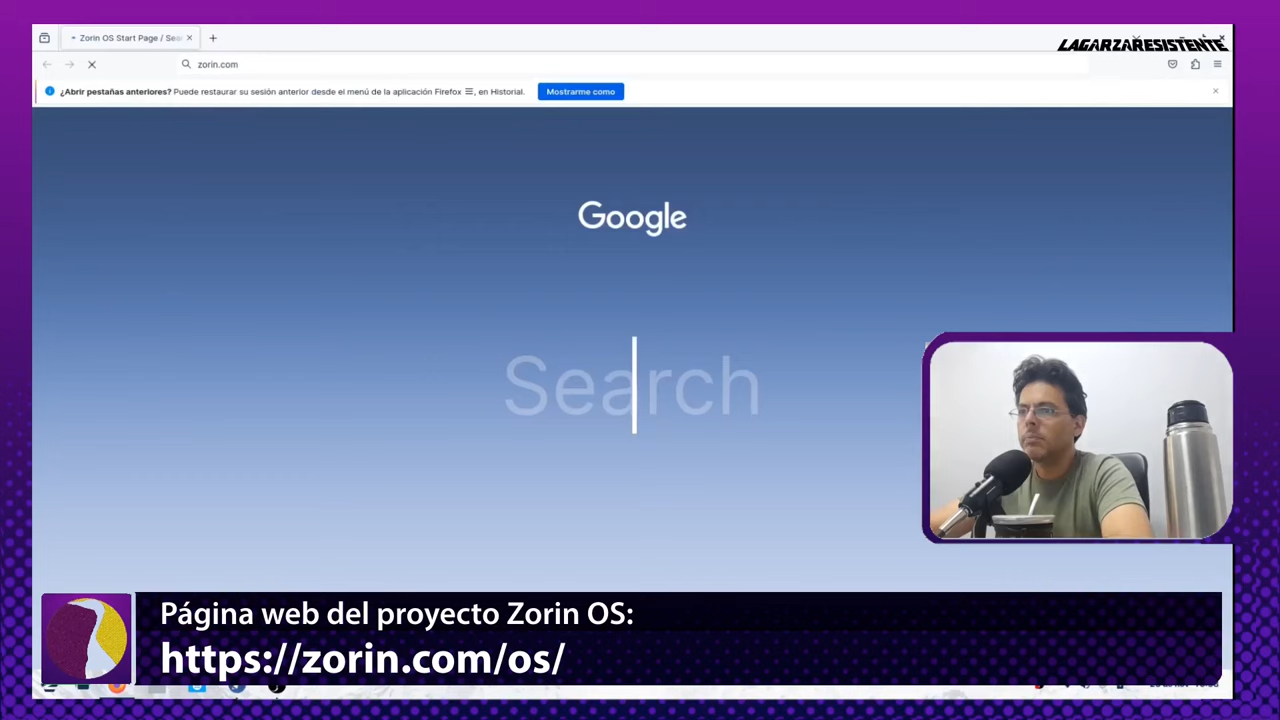 Zorin OS Start Page / Sea
LAGARZARESISTENTE
zorin.com
¿Abrir pestañas anteriores? Puede restaurar su sesión anterior desde el menú de la aplicación Firefox ☰, en Historial.
Mostrarme como
Google
Search
Página web del proyecto Zorin OS:
https://zorin.com/os/